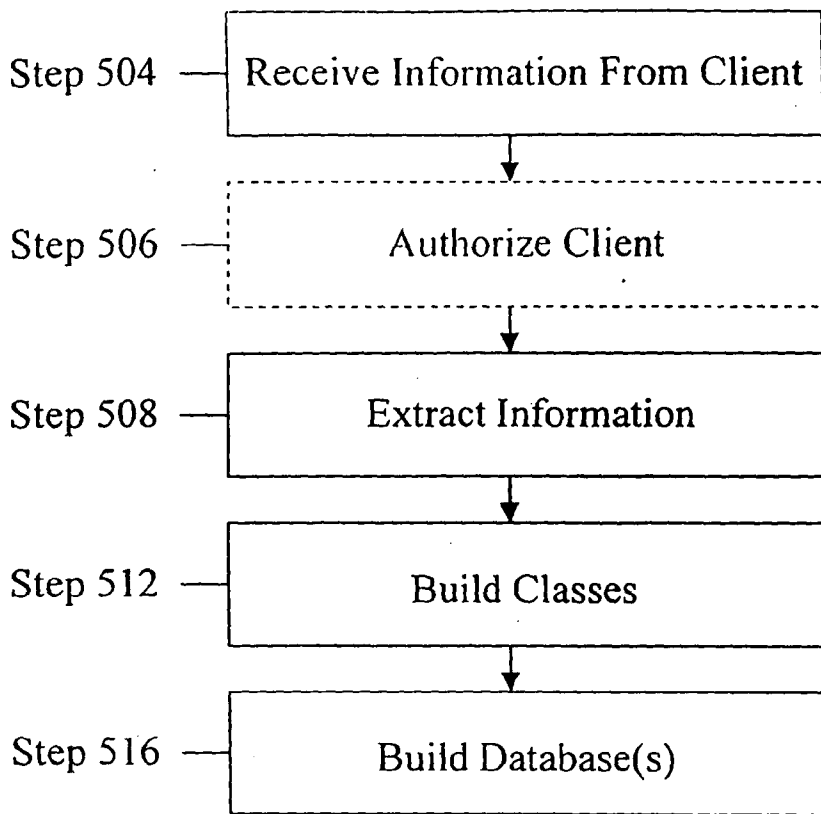 Step 504 Receive Information From Client
Step 506 Authorize Client
Step 508 Extract Information
Step 512 Build Classes
Step 516 Build Database(s)